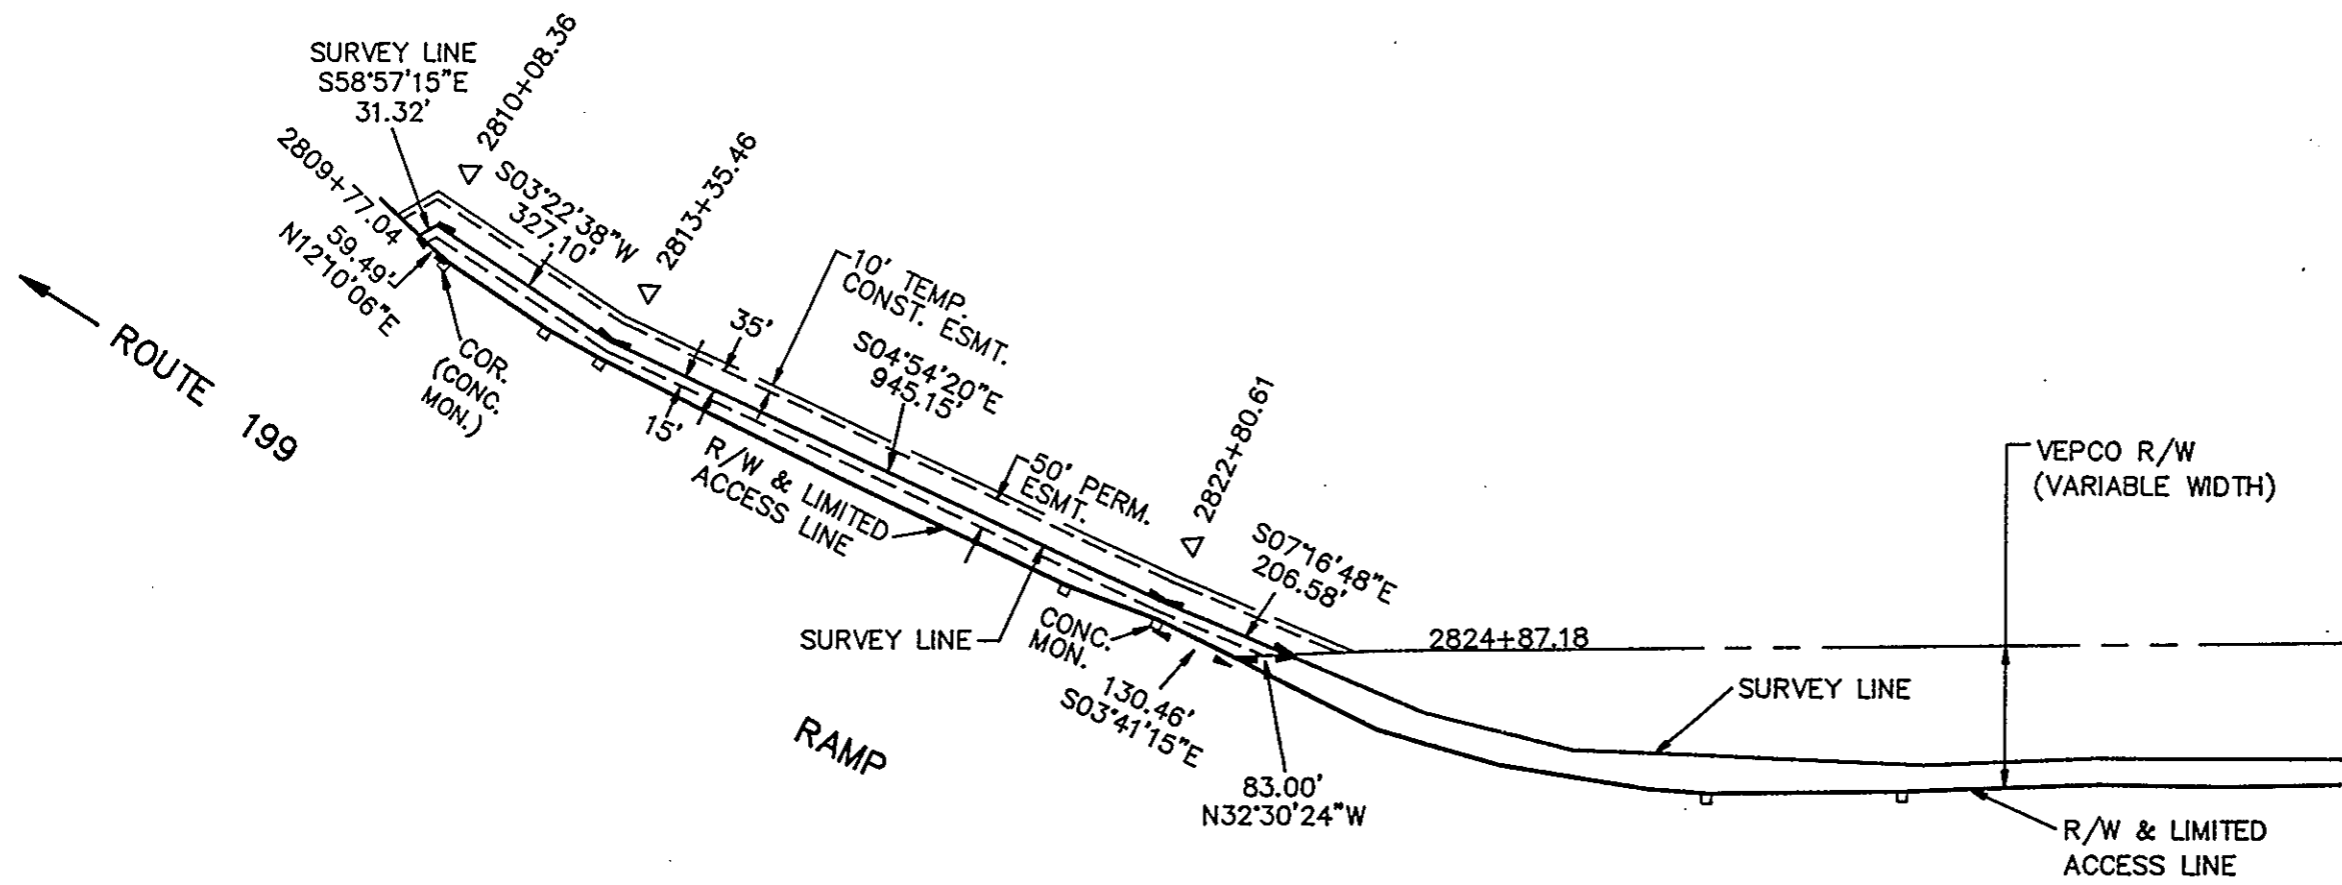 SURVEY LINE
S58°57'15"E
31.32'
2810+08.36
2809+77.04
59.49'
N12°10'06"E
S03°22'38"W
327.10'
2813+35.46
10' TEMP.
CONST. ESMT.
35'
S04°54'20"E
945.15'
COR.
(CONC.
MON.)
ROUTE 199
15'
R/W & LIMITED
ACCESS LINE
50' PERM.
ESMT.
2822+80.61
S07°16'48"E
206.58'
VEPCO R/W
(VARIABLE WIDTH)
SURVEY LINE
CONC.
MON.
2824+87.18
SURVEY LINE
130.46'
S03°41'15"E
RAMP
83.00'
N32°30'24"W
R/W & LIMITED
ACCESS LINE